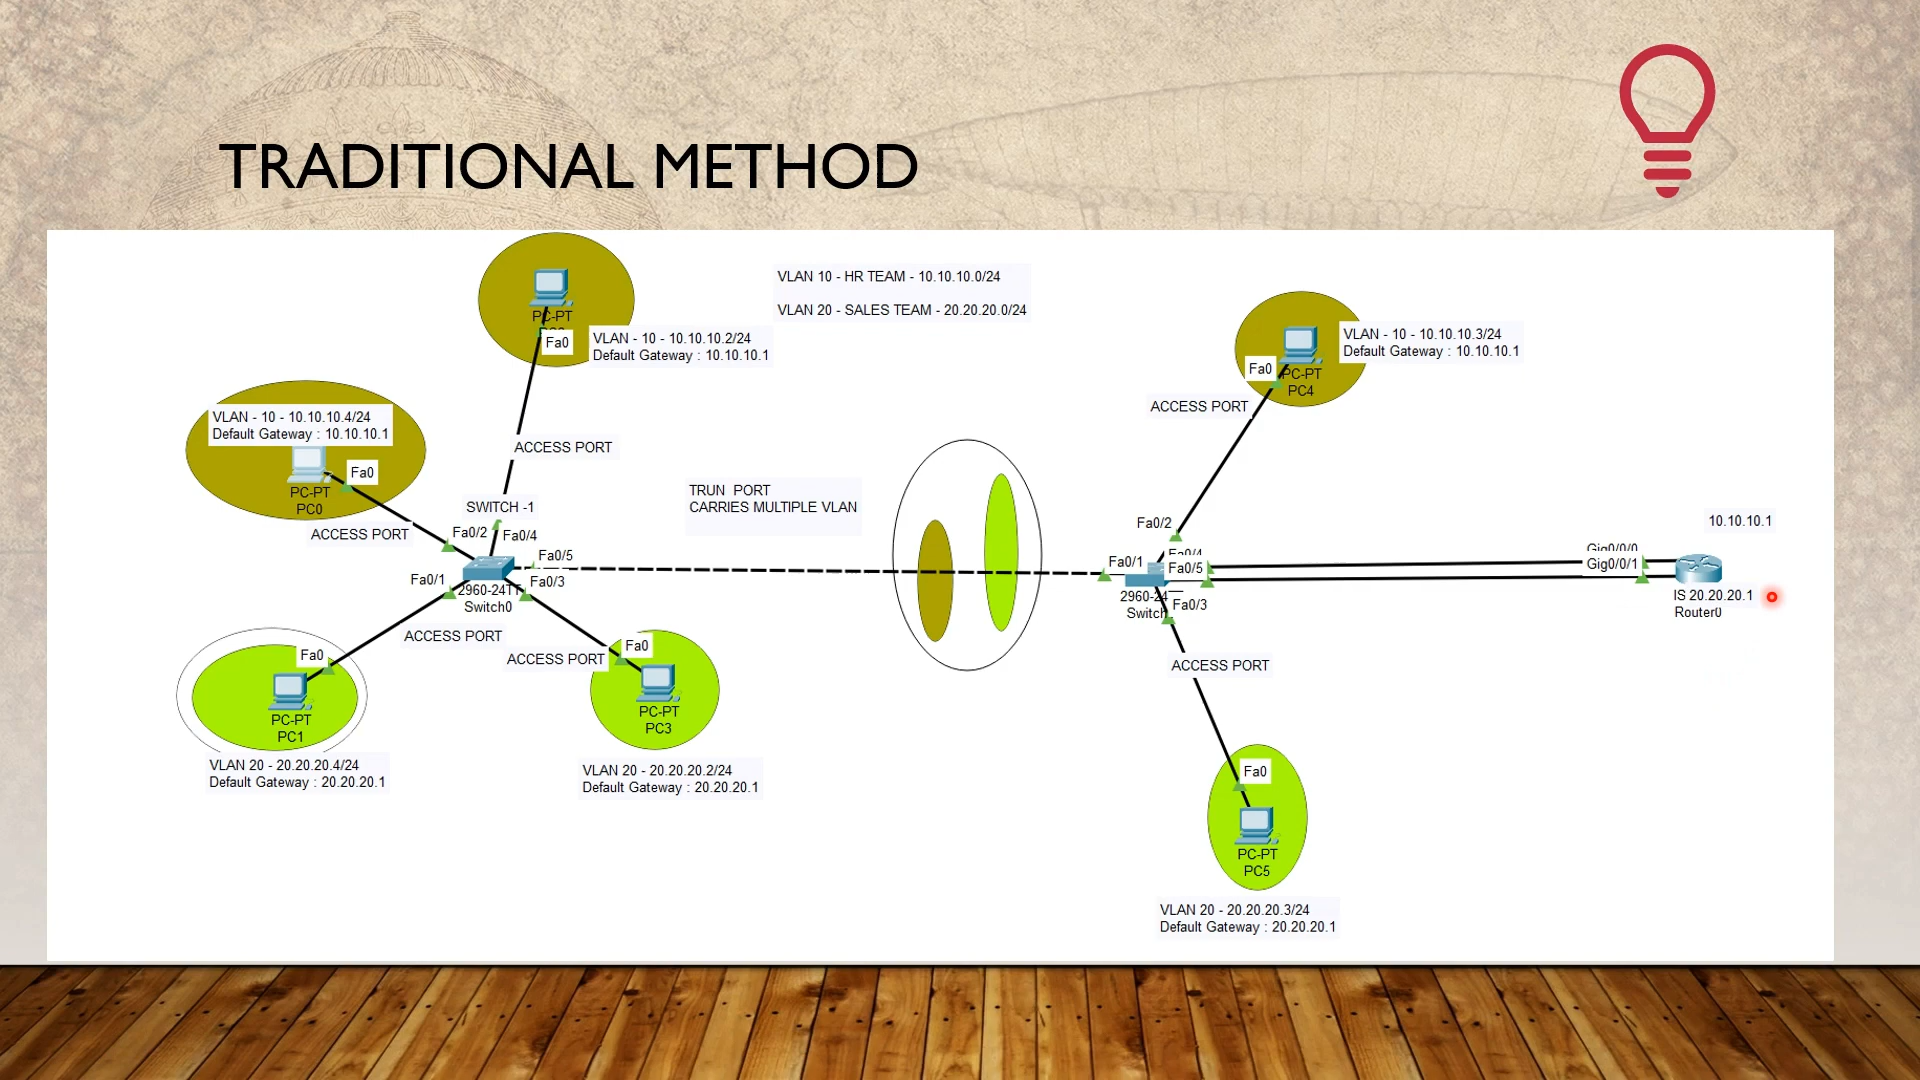 TRADITIONAL METHOD
VLAN 10 - HR TEAM - 10.10.10.0/24
VLAN 20 - SALES TEAM - 20.20.20.0/24
PC-PT
Fa0
VLAN - 10 - 10.10.10.2/24
Default Gateway : 10.10.10.1
VLAN - 10 - 10.10.10.3/24
Default Gateway : 10.10.10.1
Fa0
PC-PT
PC4
ACCESS PORT
VLAN - 10 - 10.10.10.4/24
Default Gateway : 10.10.10.1
Fa0
PC-PT
PC0
ACCESS PORT
ACCESS PORT
SWITCH -1
TRUN PORT
CARRIES MULTIPLE VLAN
Fa0/2
Fa0/4
Fa0/5
Fa0/1
Fa0/3
2960-24TT
Switch0
Fa0/2
Fa0/4
Fa0/1
Fa0/5
Fa0/3
2960-24
Switch
10.10.10.1
Gig0/0/0
Gig0/0/1
IS 20.20.20.1
Router0
ACCESS PORT
ACCESS PORT
ACCESS PORT
Fa0
PC-PT
PC1
Fa0
PC-PT
PC3
VLAN 20 - 20.20.20.4/24
Default Gateway : 20.20.20.1
VLAN 20 - 20.20.20.2/24
Default Gateway : 20.20.20.1
Fa0
PC-PT
PC5
VLAN 20 - 20.20.20.3/24
Default Gateway : 20.20.20.1